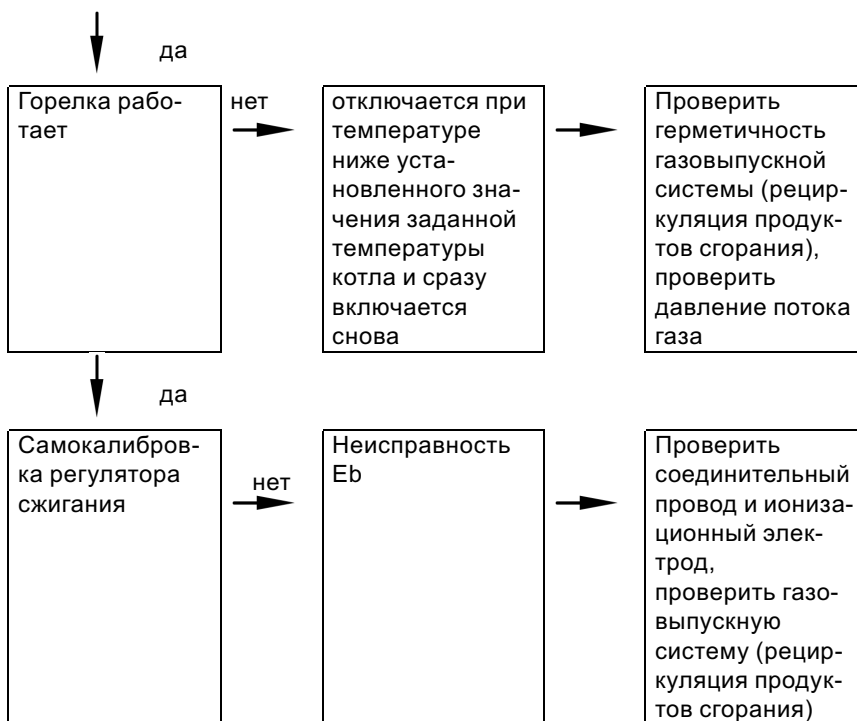 да
Горелка рабо-
тает
нет
отключается при
температуре
ниже уста-
новленного зна-
чения заданной
температуры
котла и сразу
включается
снова
Проверить
герметичность
газовыпускной
системы (рецир-
куляция продук-
тов сгорания),
проверить
давление потока
газа
да
Самокалибров-
ка регулятора
сжигания
нет
Неисправность
Eb
Проверить
соединительный
провод и иониза-
ционный элек-
трод,
проверить газо-
выпускную
систему (рецир-
куляция продук-
тов сгорания)